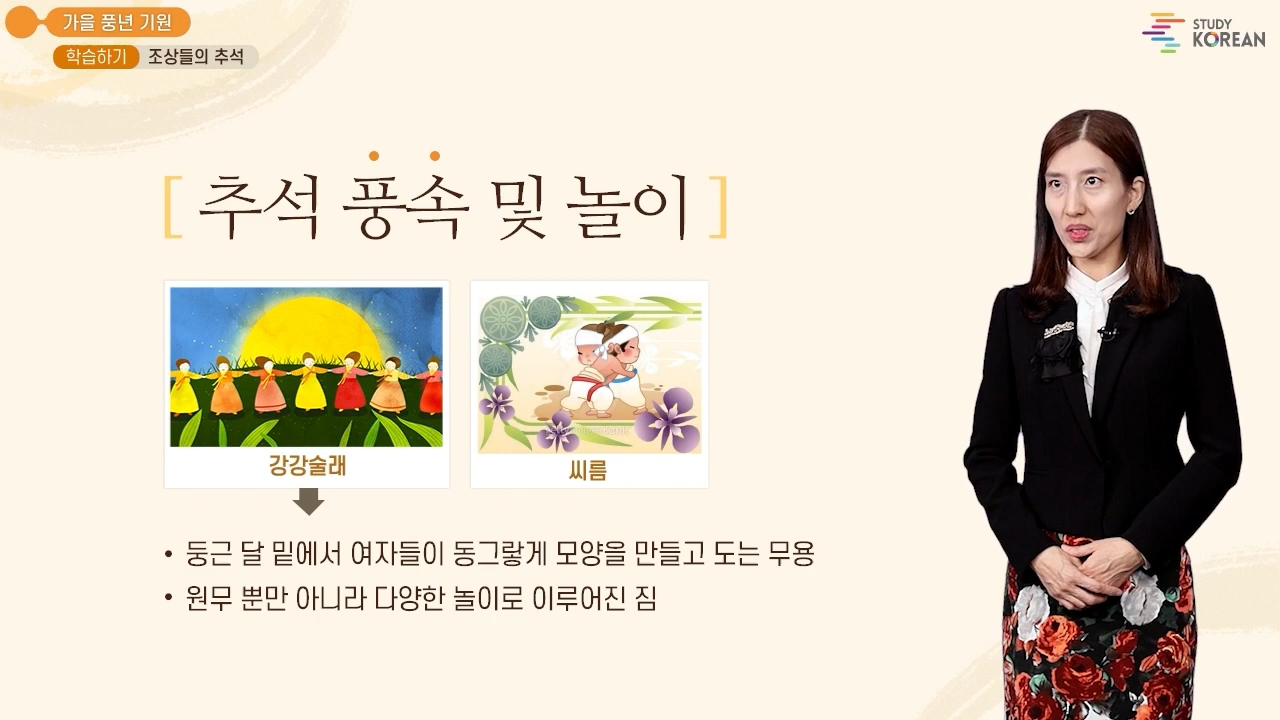 가을 풍년 기원
학습하기 조상들의 추석
STUDY
KOREAN
[ 추석 풍속 및 놀이 ]
강강술래
씨름
• 둥근 달 밑에서 여자들이 동그랗게 모양을 만들고 도는 무용
• 원무 뿐만 아니라 다양한 놀이로 이루어진 짐